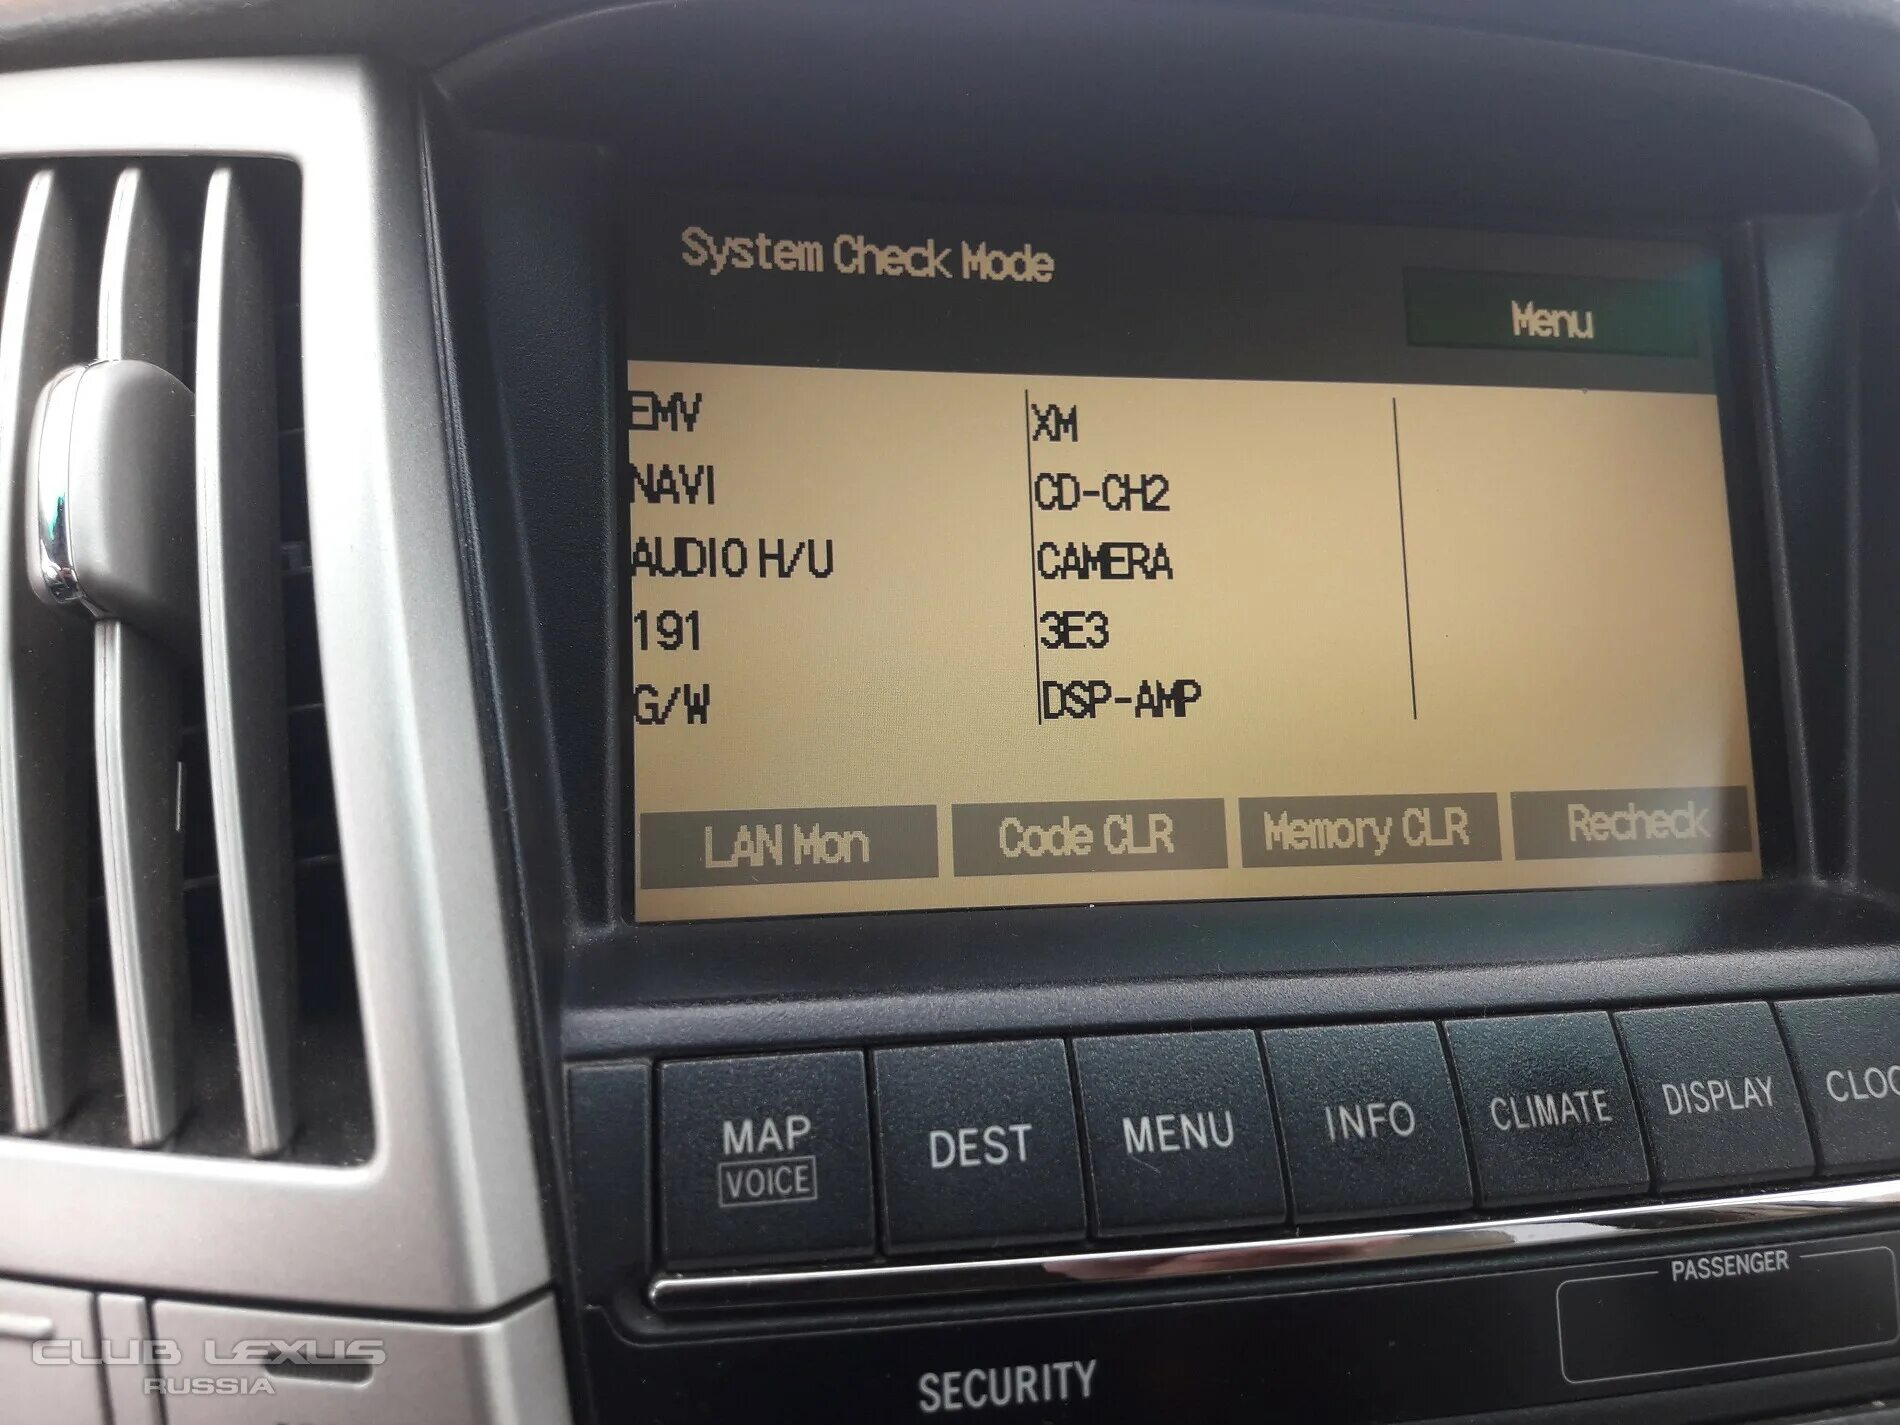 System Check Mode
Menu
EMV
NAVI
AUDIO H/U
191
G/W
XM
CD-CH2
CAMERA
3E3
DSP-AMP
LAN Mon
Code CLR
Memory CLR
Recheck
MAP
VOICE
DEST
MENU
INFO
CLIMATE
DISPLAY
PASSENGER
SECURITY
CLUB LEXUS
RUSSIA